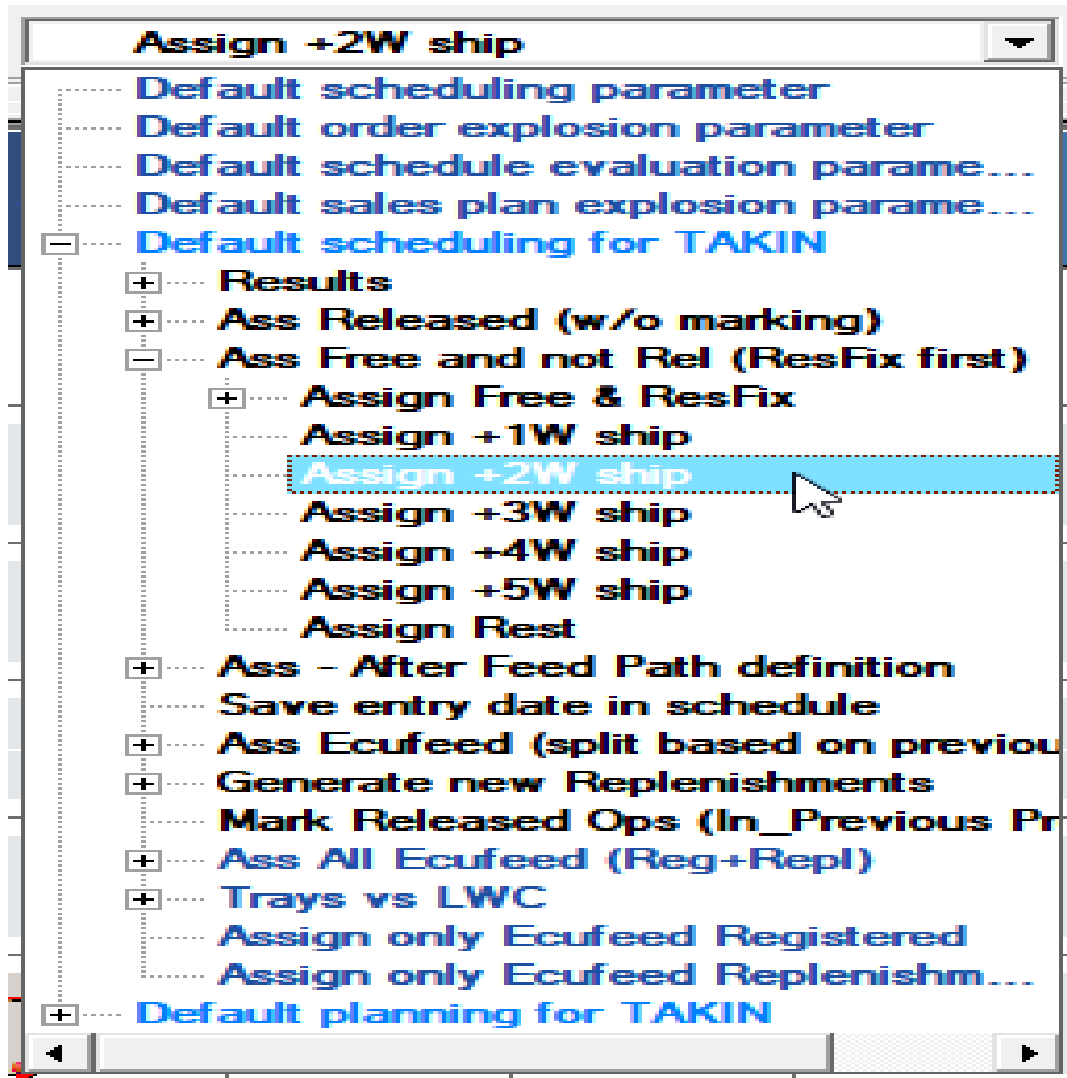 Assign +2W ship
Default scheduling parameter
Default order explosion parameter
Default schedule evaluation parame...
Default sales plan explosion parame...
Default scheduling for TAKIN
Results
Ass Released (w/o marking)
Ass Free and not Rel (ResFix first)
Assign Free & ResFix
Assign +1W ship
Assign +2W ship
Assign +3W ship
Assign +4W ship
Assign +5W ship
Assign Rest
Ass - After Feed Path definition
Save entry date in schedule
Ass Ecufeed (split based on previou
Generate new Replenishments
Mark Released Ops (In_Previous Pr
Ass All Ecufeed (Reg+Repl)
Trays vs LWC
Assign only Ecufeed Registered
Assign only Ecufeed Replenishm...
Default planning for TAKIN